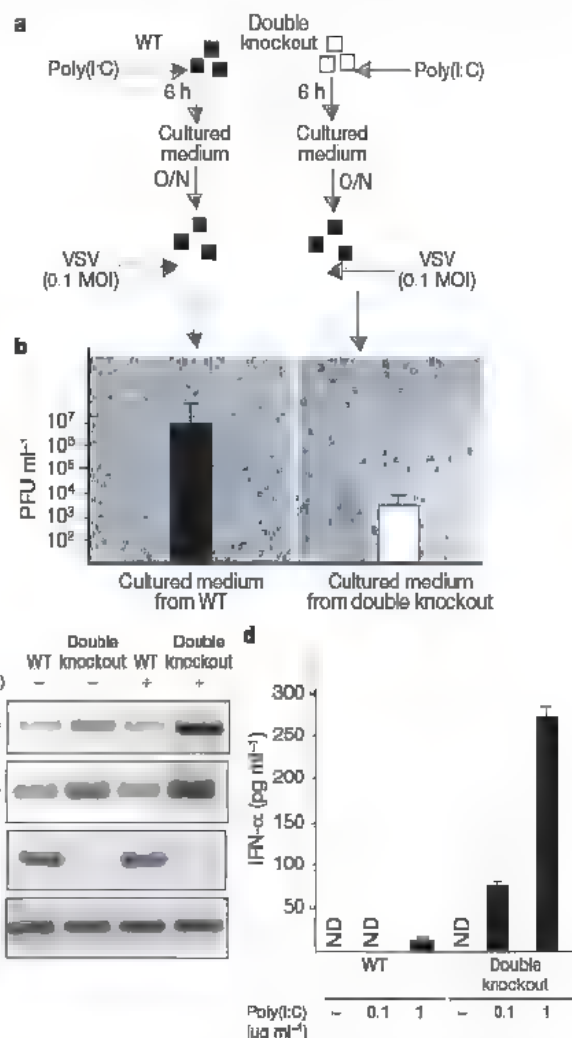 a
WT
Double
knockout
Poly(I:C)
Poly(I:C)
6 h
6 h
Cultured
medium
Cultured
medium
O/N
O/N
VSV
(0.1 MOI)
VSV
(0.1 MOI)
b
PFU ml⁻¹
10⁷
10⁶
10⁵
10⁴
10³
10²
Cultured medium
from WT
Cultured medium
from double knockout
Double Double
WT knockout WT knockout
– – + +
d
IFN-α (pg ml⁻¹)
300
250
200
150
100
50
ND ND ND
WT Double
knockout
Poly(I:C) – 0.1 1 – 0.1 1
(μg ml⁻¹)